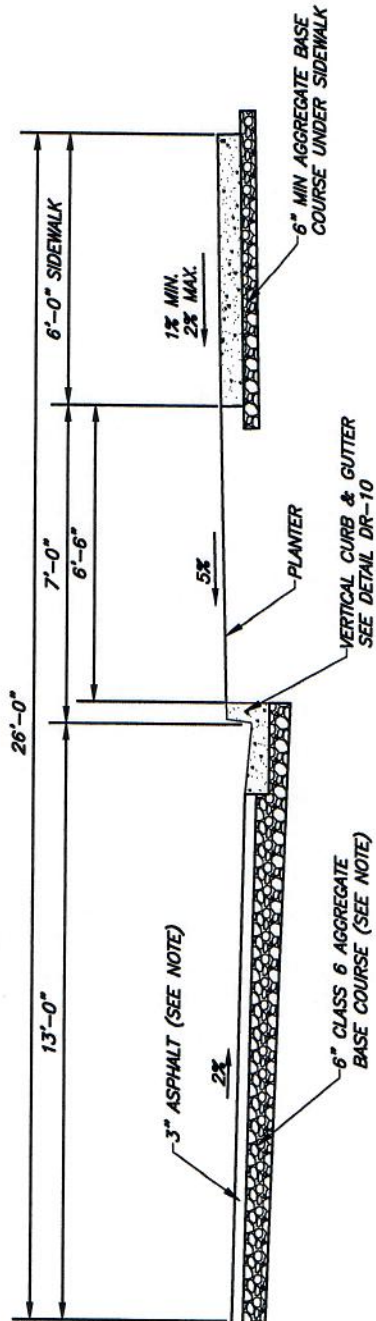 26'-0"
13'-0"
7'-0"
6'-0" SIDEWALK
6'-6"
3" ASPHALT (SEE NOTE)
2%
5%
1% MIN.
2% MAX.
PLANTER
6" CLASS 6 AGGREGATE
BASE COURSE (SEE NOTE)
VERTICAL CURB & GUTTER
SEE DETAIL DR-10
6" MIN AGGREGATE BASE
COURSE UNDER SIDEWALK